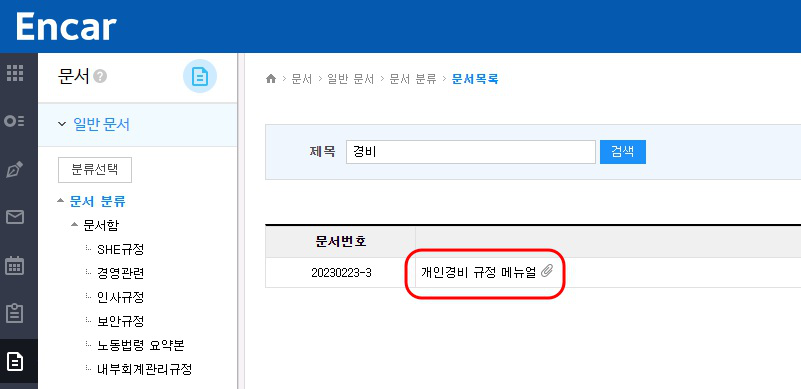 Encar
문서 ?
일반 문서
분류선택
문서 분류
문서함
SHE규정
경영관련
인사규정
보안규정
노동법령 요약본
내부회계관리규정
문서 > 일반 문서 > 문서 분류 > 문서목록
제목 경비 검색
문서번호
20230223-3 개인경비 규정 메뉴얼